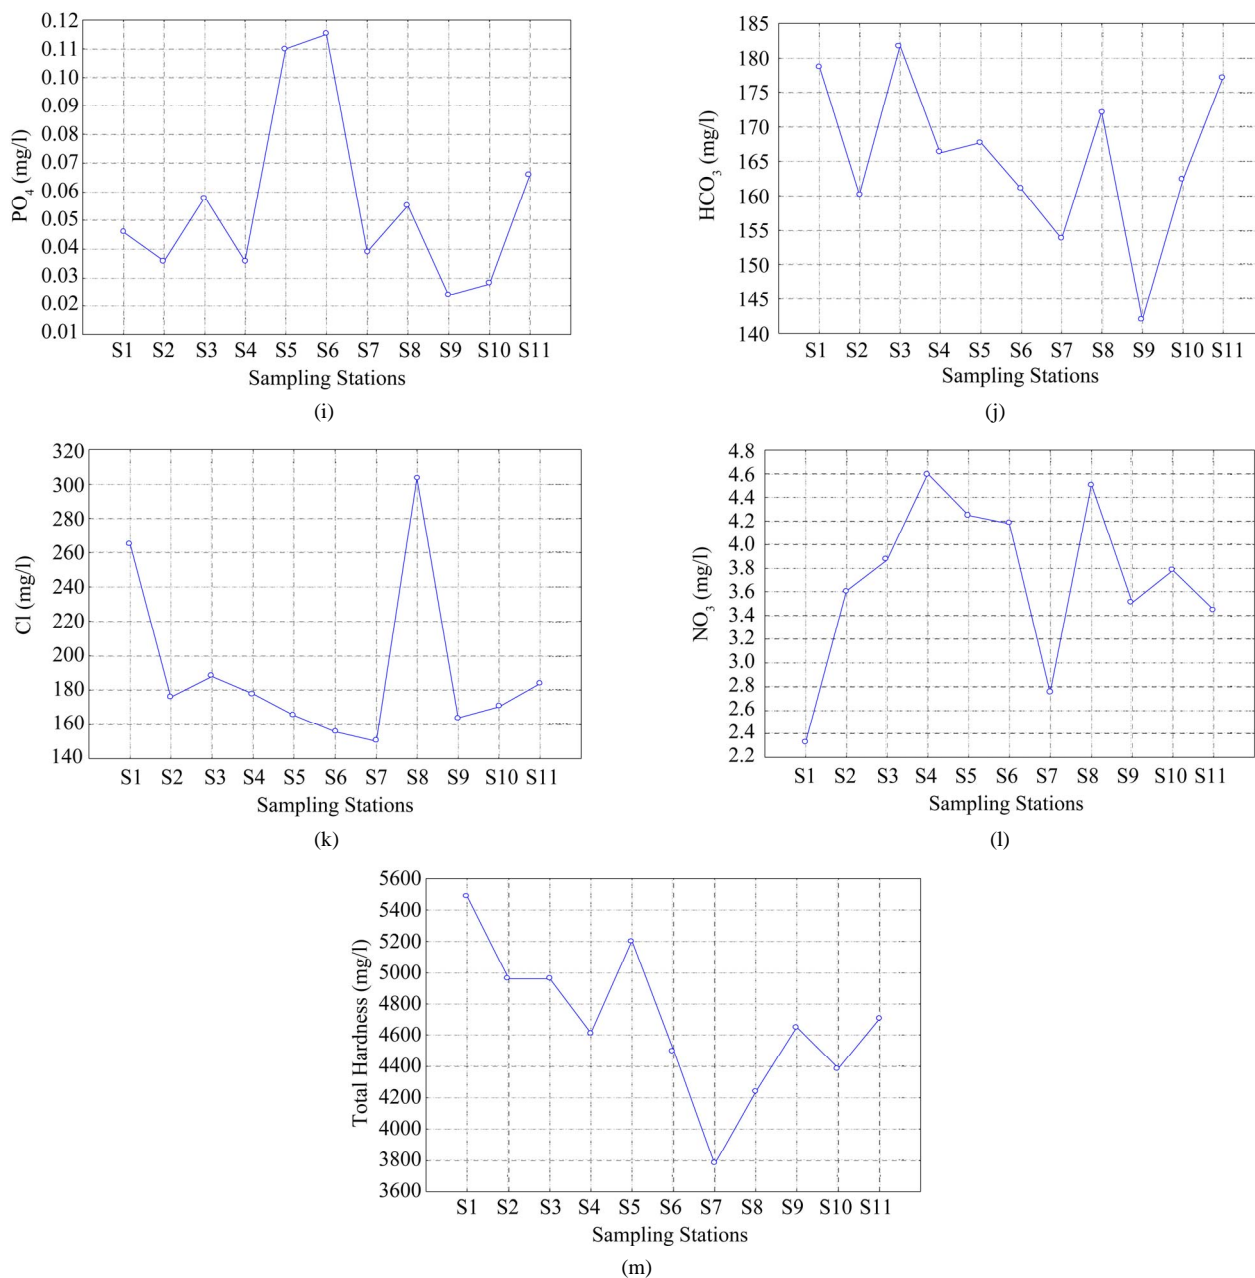 0.12
0.11
0.10
0.09
0.08
0.07
0.06
0.05
0.04
0.03
0.02
0.01
PO4 (mg/l)
S1 S2 S3 S4 S5 S6 S7 S8 S9 S10 S11
Sampling Stations
(i)
185
180
175
170
165
160
155
150
145
140
HCO3 (mg/l)
S1 S2 S3 S4 S5 S6 S7 S8 S9 S10 S11
Sampling Stations
(j)
320
300
280
260
240
220
200
180
160
140
Cl (mg/l)
S1 S2 S3 S4 S5 S6 S7 S8 S9 S10 S11
Sampling Stations
(k)
4.8
4.6
4.4
4.2
4.0
3.8
3.6
3.4
3.2
3.0
2.8
2.6
2.4
2.2
NO3 (mg/l)
S1 S2 S3 S4 S5 S6 S7 S8 S9 S10 S11
Sampling Stations
(l)
5600
5400
5200
5000
4800
4600
4400
4200
4000
3800
3600
Total Hardness (mg/l)
S1 S2 S3 S4 S5 S6 S7 S8 S9 S10 S11
Sampling Stations
(m)